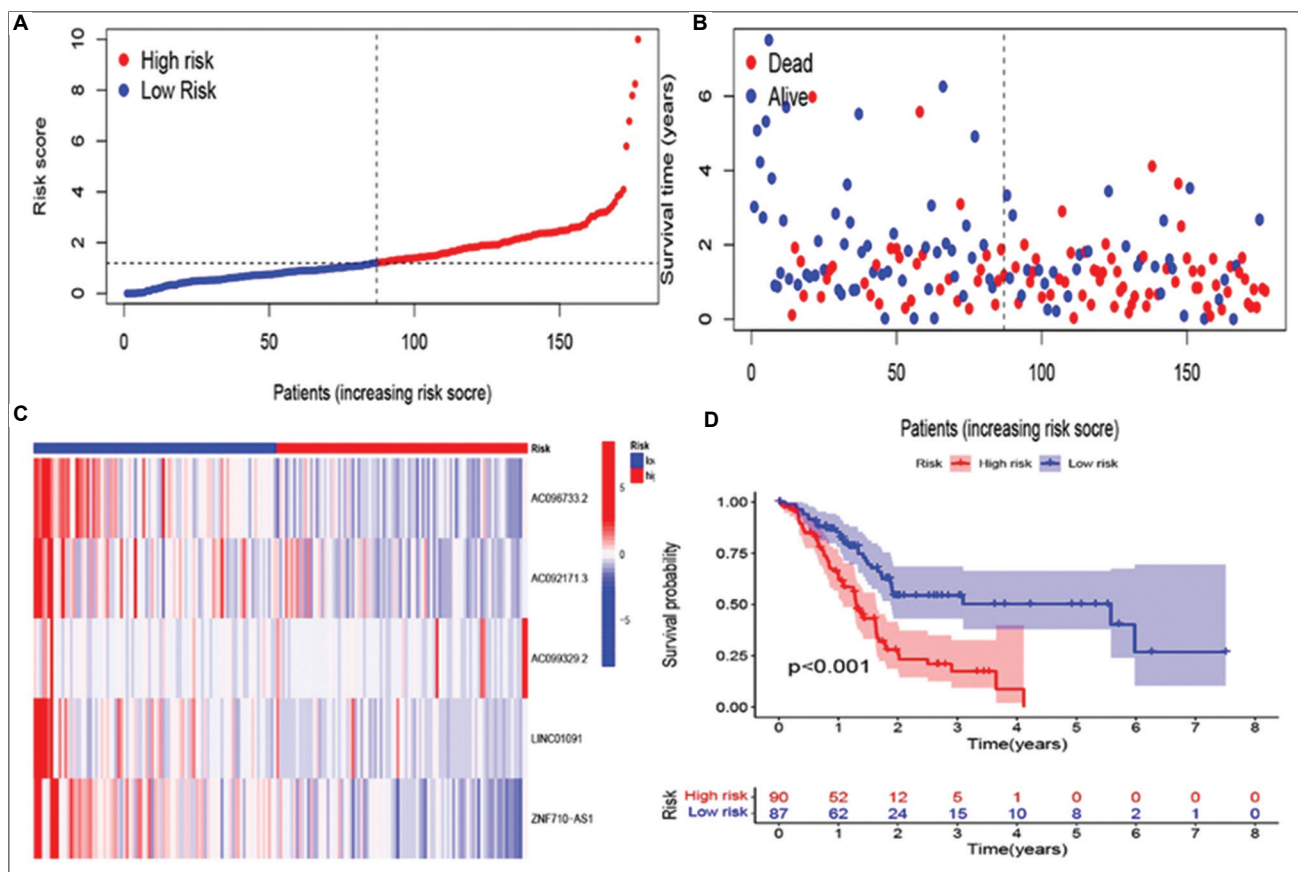 A
Risk score
10
8
6
4
2
0
High risk
Low Risk
0 50 100 150
Patients (increasing risk socre)
B
Survival time (years)
6
4
2
0
Dead
Alive
0 50 100 150
Patients (increasing risk socre)
C
Risk
AC096733.2
AC092171.3
AC099329.2
LINC01091
ZNF710-AS1
5
0
-5
Risk
D
Risk High risk Low risk
Survival probability
1.00
0.75
0.50
0.25
0.00
p<0.001
0 1 2 3 4 5 6 7 8
Time(years)
Risk
High risk 90 52 12 5 1 0 0 0 0
Low risk 87 62 24 15 10 8 2 1 0
0 1 2 3 4 5 6 7 8
Time(years)